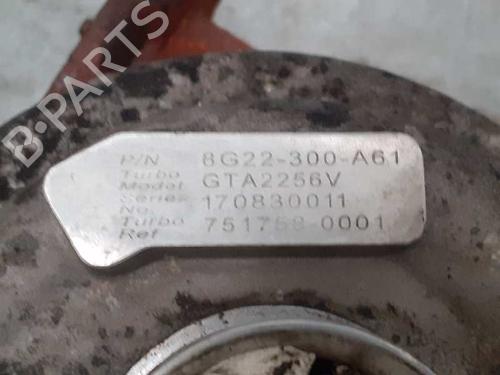 B-PARTS
P/N 8G22-300-A61
Turbo Model GTA2256V
Series No. 170830011
Turbo Ref 751758-0001